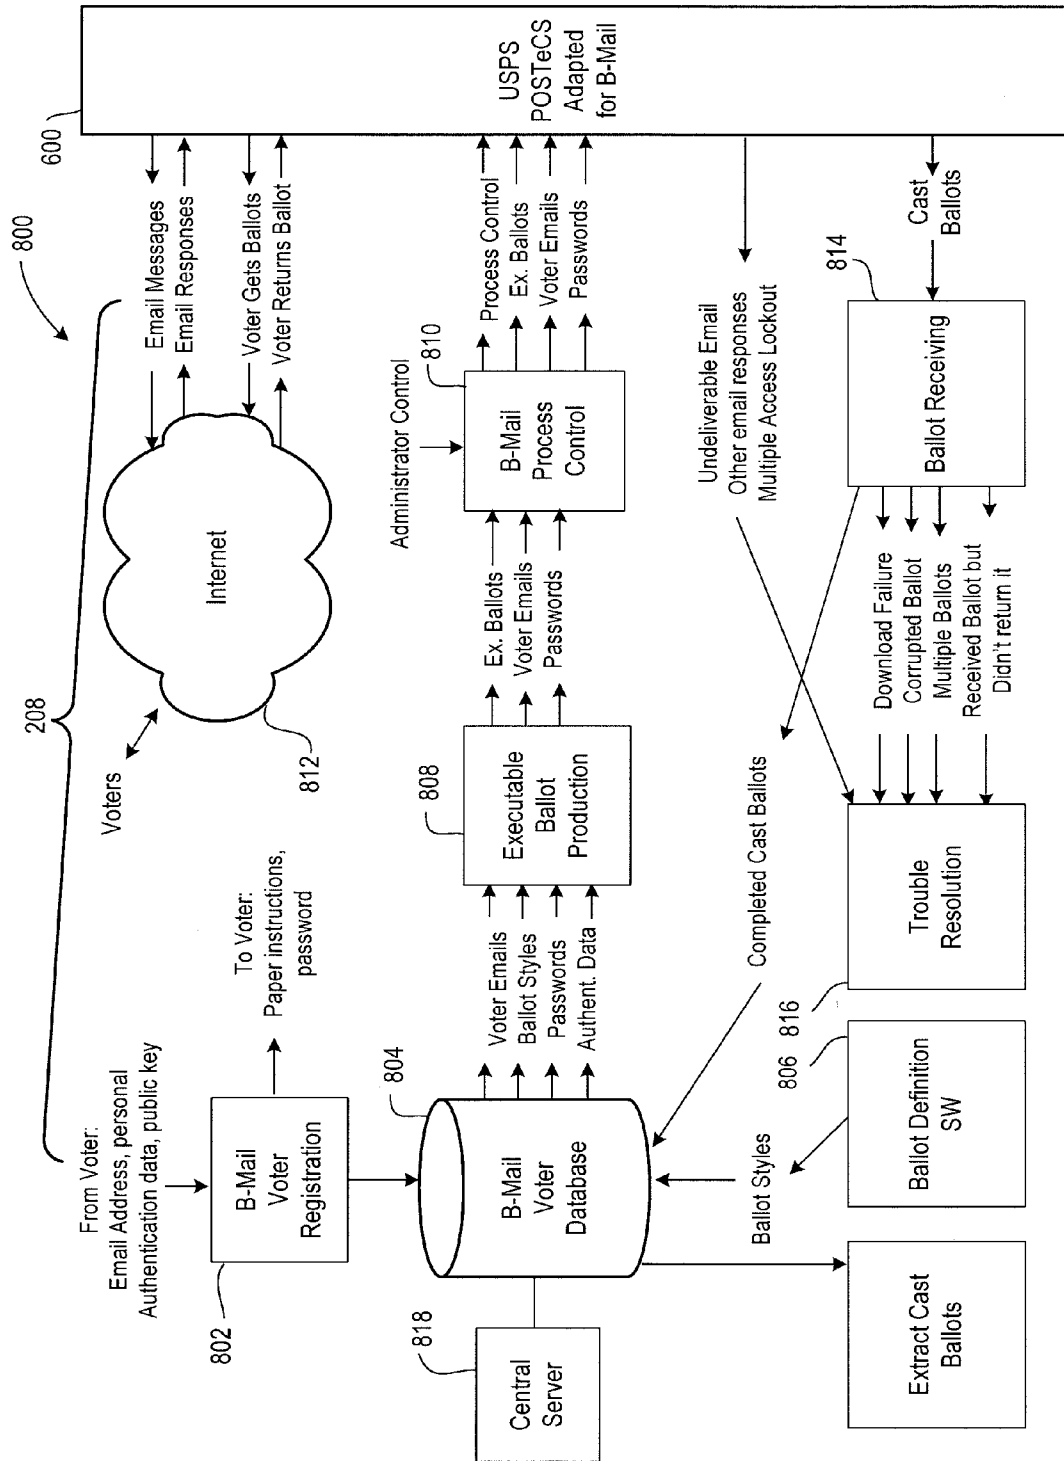 208
800
600
From Voter:
Email Address, personal
Authentication data, public key
802
B-Mail
Voter
Registration
To Voter:
Paper instructions,
password
Voters
812
Internet
Email Messages
Email Responses
Voter Gets Ballots
Voter Returns Ballot
USPS
POSTeCS
Adapted
for B-Mail
818
Central
Server
804
B-Mail
Voter
Database
Voter Emails
Ballot Styles
Passwords
Authent. Data
808
Executable
Ballot
Production
Ex. Ballots
Voter Emails
Passwords
Administrator Control
810
B-Mail
Process
Control
Process Control
Ex. Ballots
Voter Emails
Passwords
Ballot Styles
Completed Cast Ballots
Undeliverable Email
Other email responses
Multiple Access Lockout
Extract Cast
Ballots
806
Ballot Definition
SW
816
Trouble
Resolution
Download Failure
Corrupted Ballot
Multiple Ballots
Received Ballot but
Didn't return it
814
Ballot Receiving
Cast
Ballots